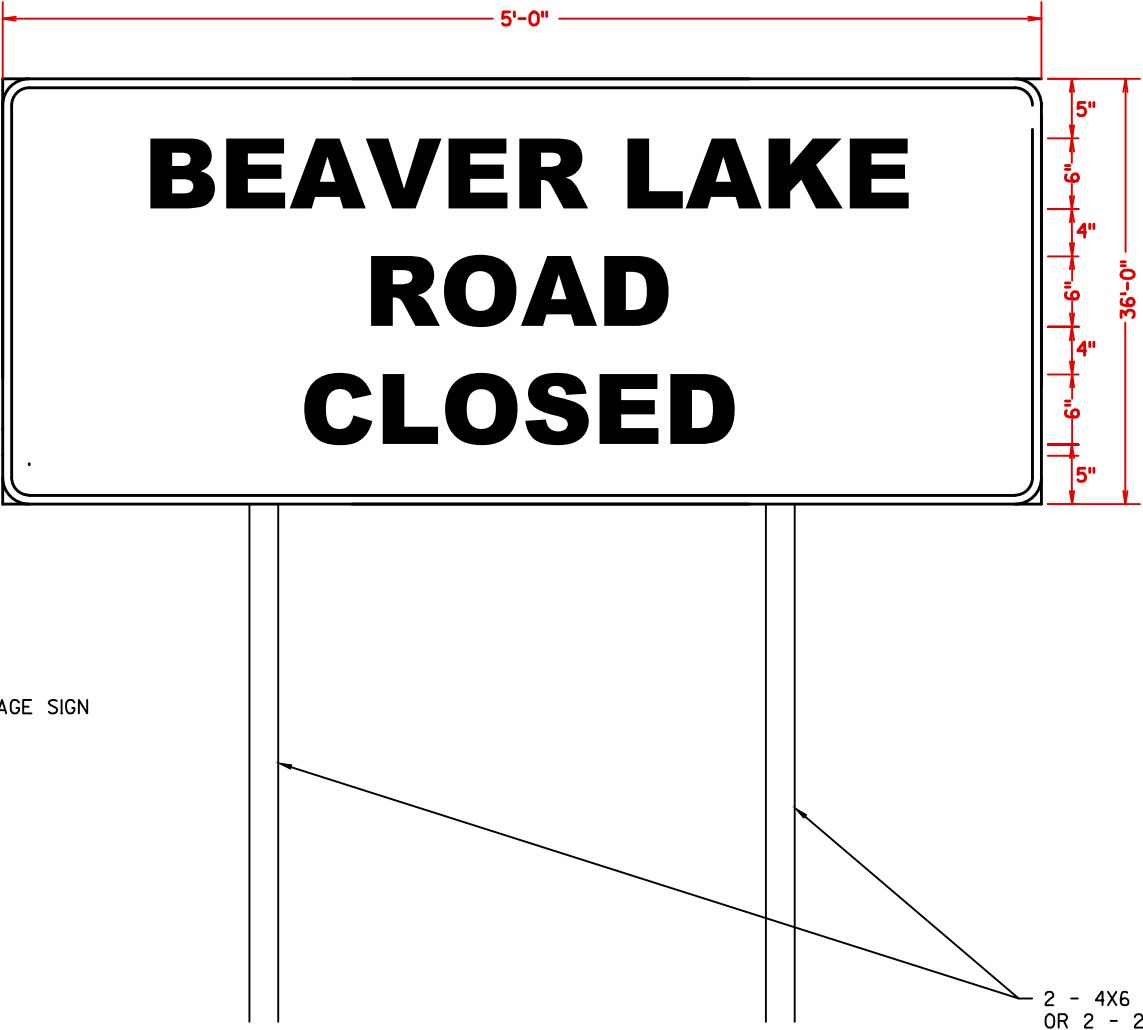 5'-0"
BEAVER LAKE
ROAD
CLOSED
5"
6"
4"
6"
4"
6"
5"
36'-0"
AGE SIGN
2 - 4X6
OR 2 - 2